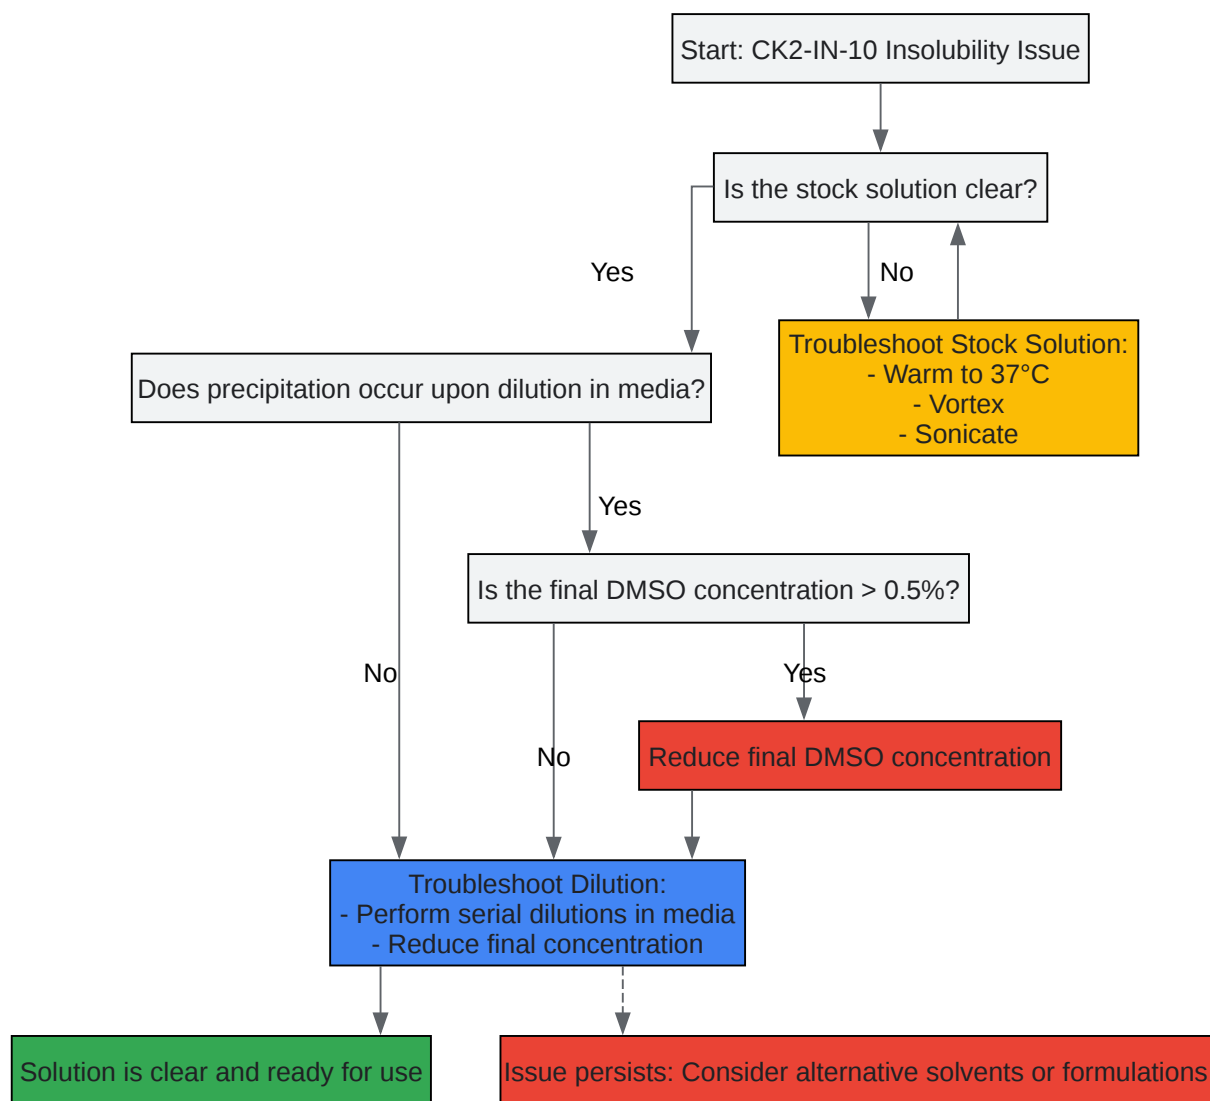 Start: CK2-IN-10 Insolubility Issue
Is the stock solution clear?
Yes
No
Troubleshoot Stock Solution:
- Warm to 37°C
- Vortex
- Sonicate
Does precipitation occur upon dilution in media?
Yes
Is the final DMSO concentration > 0.5%?
No
Yes
No
Reduce final DMSO concentration
Troubleshoot Dilution:
- Perform serial dilutions in media
- Reduce final concentration
Solution is clear and ready for use
Issue persists: Consider alternative solvents or formulations